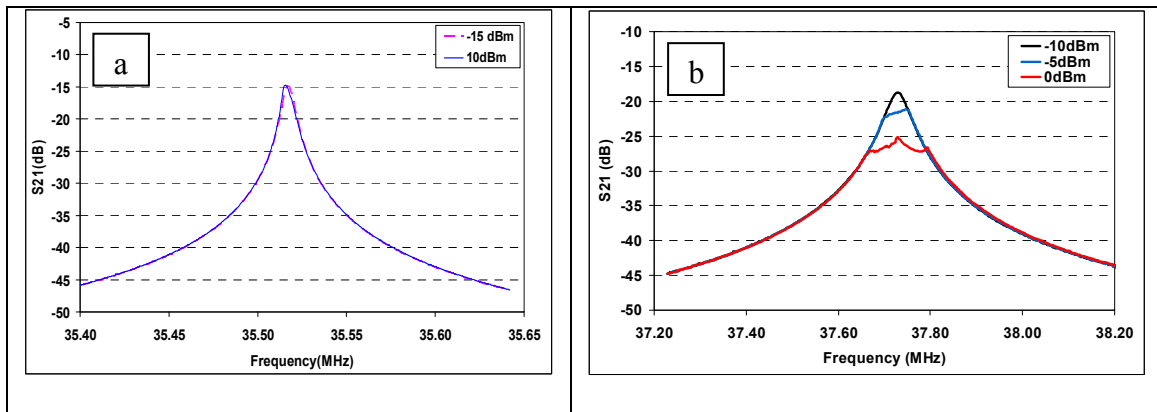 a
-15 dBm
10dBm
-5
-10
-15
-20
-25
-30
-35
-40
-45
-50
S21(dB)
35.40 35.45 35.50 35.55 35.60 35.65
Frequency(MHz)
b
-10dBm
-5dBm
0dBm
-10
-15
-20
-25
-30
-35
-40
-45
-50
S21 (dB)
37.20 37.40 37.60 37.80 38.00 38.20
Frequency (MHz)